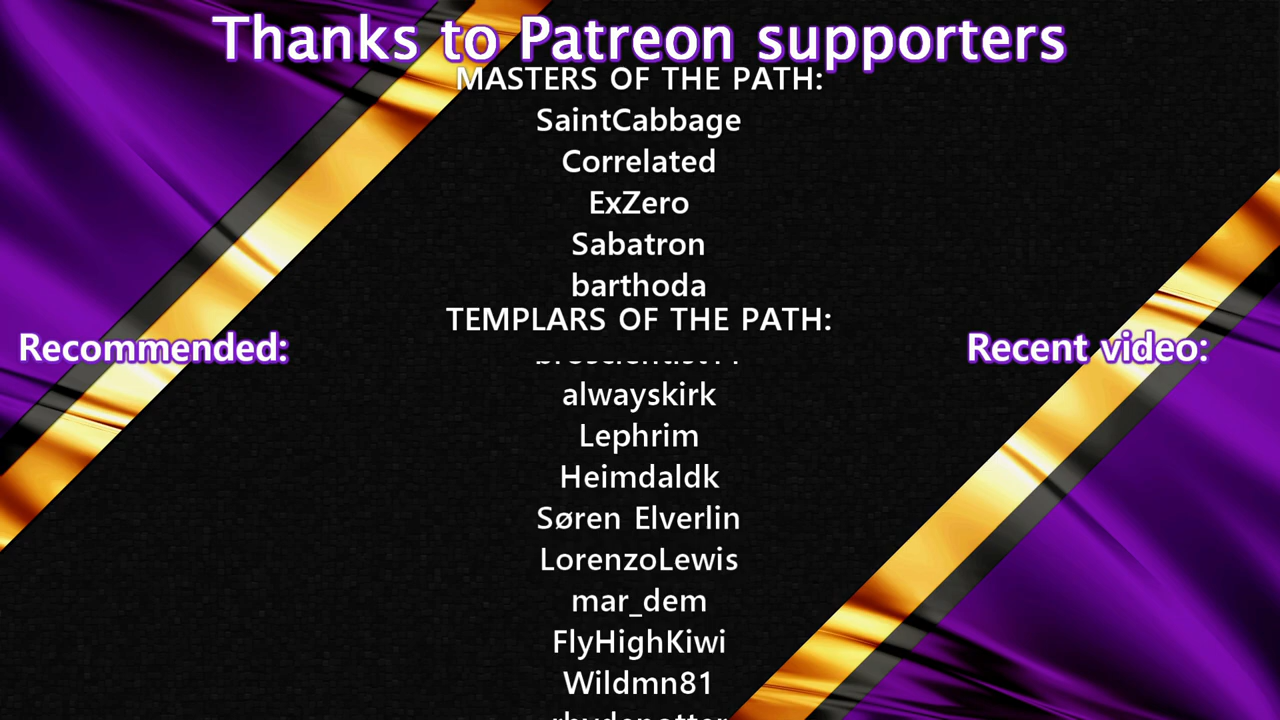 Thanks to Patreon supporters
MASTERS OF THE PATH:
SaintCabbage
Correlated
ExZero
Sabatron
barthoda
TEMPLARS OF THE PATH:
Recommended:
Recent video:
alwayskirk
Lephrim
Heimdaldk
Søren Elverlin
LorenzoLewis
mar_dem
FlyHighKiwi
Wildmn81